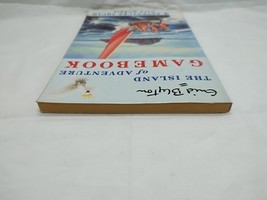 Enid Blyton
THE ISLAND
of ADVENTURE
GAMEBOOK